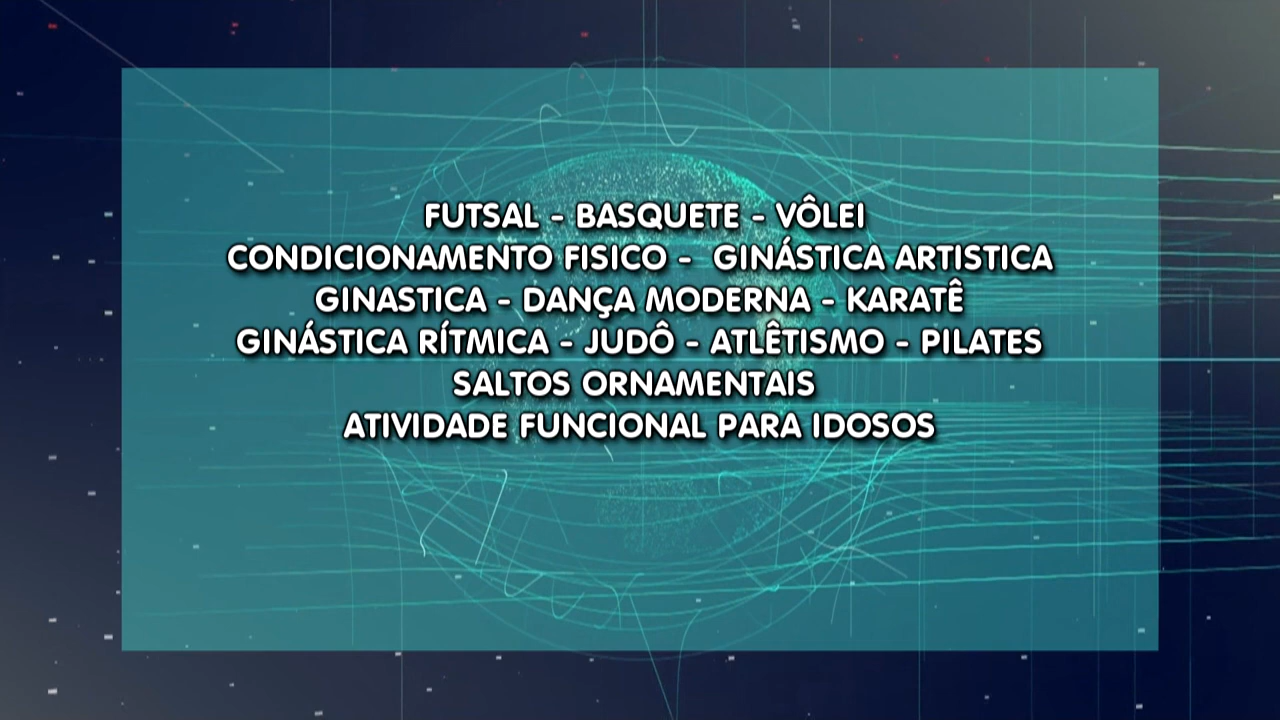 FUTSAL - BASQUETE - VÔLEI
CONDICIONAMENTO FISICO - GINÁSTICA ARTISTICA
GINASTICA - DANÇA MODERNA - KARATÊ
GINÁSTICA RÍTMICA - JUDÔ - ATLÊTISMO - PILATES
SALTOS ORNAMENTAIS
ATIVIDADE FUNCIONAL PARA IDOSOS